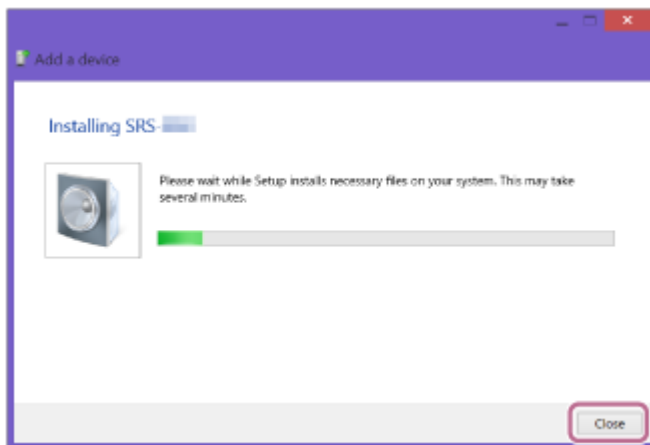 Add a device
Installing SRS-
Please wait while Setup installs necessary files on your system. This may take
several minutes.
Close